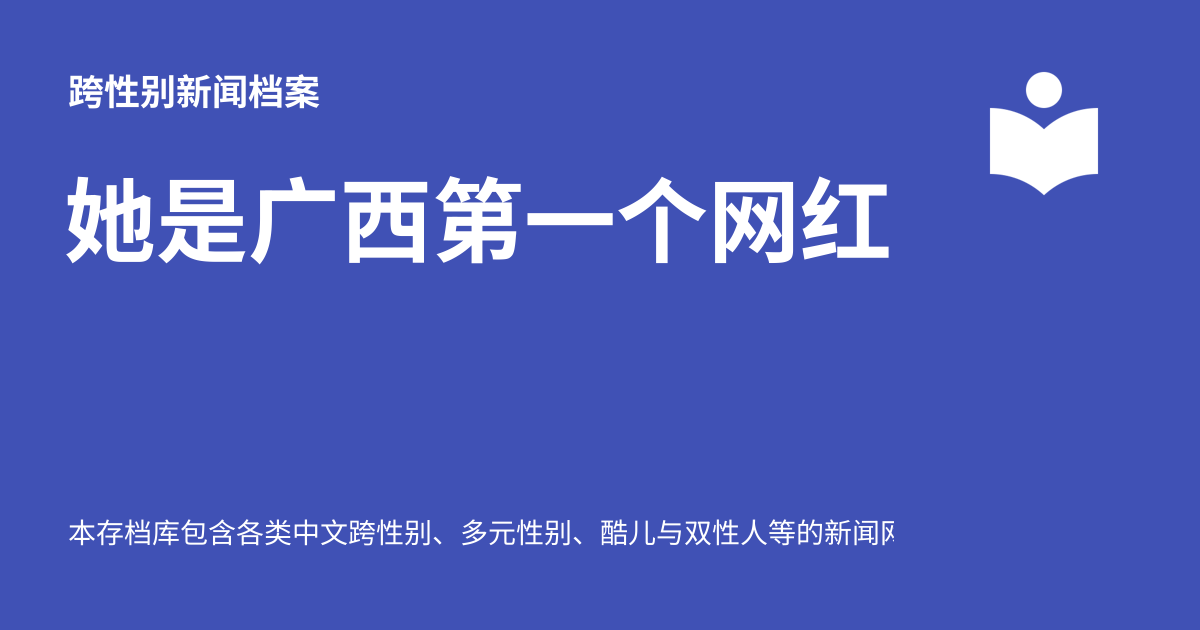 跨性别新闻档案
她是广西第一个网红
本存档库包含各类中文跨性别、多元性别、酷儿与双性人等的新闻网